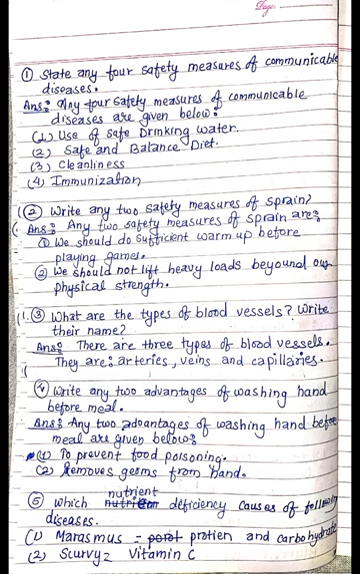 Page:
① State any four safety measures of communicable
diseases.
Ans: Any four safety measures of communicable
diseases are given below:
(1) Use of safe Drinking water.
(2) Safe and Balance Diet.
(3) Cleanliness
(4) Immunization
② Write any two safety measures of sprain?
Ans: Any two safety measures of sprain are:
① We should do sufficient warm up before
playing games.
② We should not lift heavy loads beyound our
physical strength.
③ What are the types of blood vessels? Write
their name?
Ans: There are three types of blood vessels.
They are: arteries, veins and capillaries.
④ Write any two advantages of washing hand
before meal.
Ans: Any two advantages of washing hand before
meal are given below:
(1) To prevent food poisoning.
(2) Removes germs from hand.
nutrient
⑤ Which deficiency causes of following
diseases.
(1) Marasmus - protien and carbohydrate
(2) Scurvy = Vitamin C